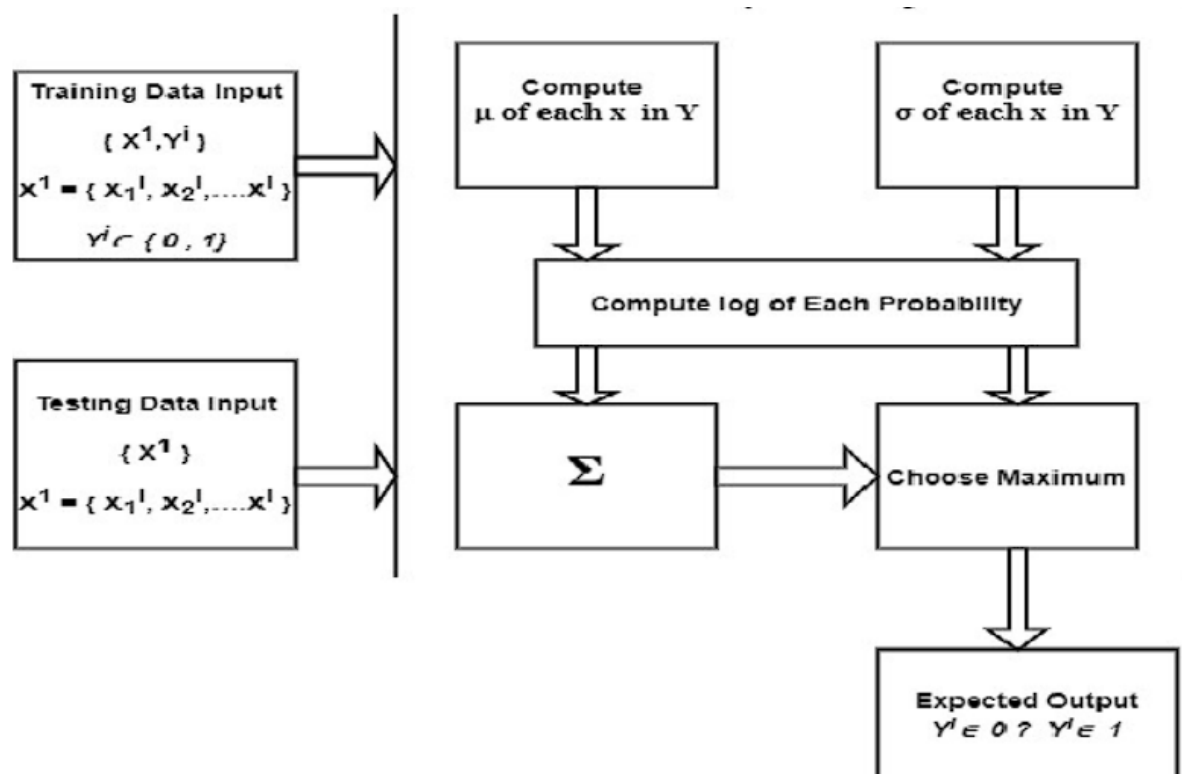 Training Data Input
{ X¹,Yⁱ }
X¹ = { X₁ᴵ, X₂ᴵ,....Xᴵ }
Yⁱ ⊂ { 0 , 1}
Testing Data Input
{ X¹ }
X¹ = { X₁ᴵ, X₂ᴵ,....Xᴵ }
Compute
μ of each x in Y
Compute
σ of each x in Y
Compute log of Each Probability
Σ
Choose Maximum
Expected Output
Yᴵ ∈ 0 ? Yᴵ ∈ 1